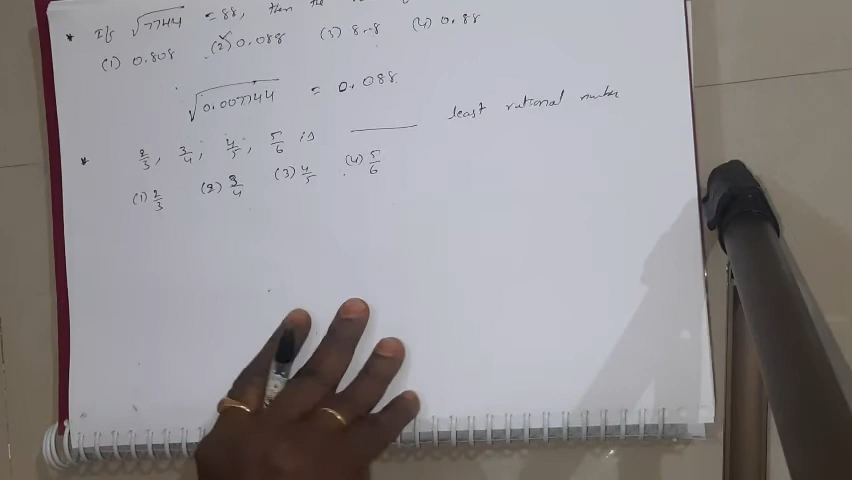 * If √7744 = 88, then the
(1) 0.808 (2) 0.088 (3) 8.8 (4) 0.88
√0.007744 = 0.088
* 2/3, 3/4, 4/5, 5/6 is ______ least rational number
(1) 2/3 (2) 3/4 (3) 4/5 (4) 5/6